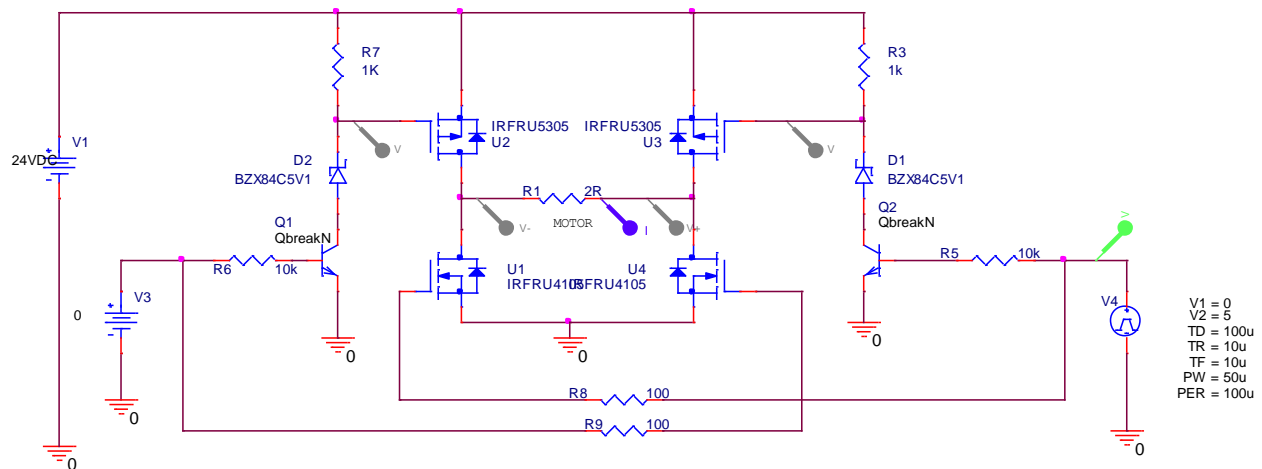 R7
1K
R3
1k
V1
24VDC
IRFRU5305
U2
IRFRU5305
U3
V
V
D2
BZX84C5V1
D1
BZX84C5V1
R1
2R
MOTOR
V-
I
V+
Q1
QbreakN
Q2
QbreakN
V
R6
10k
R5
10k
U1
IRFRU4105
U4
IRFRU4105
V3
0
V4
V1 = 0
V2 = 5
TD = 100u
TR = 10u
TF = 10u
PW = 50u
PER = 100u
0
0
0
R8
100
R9
100
0
0
0